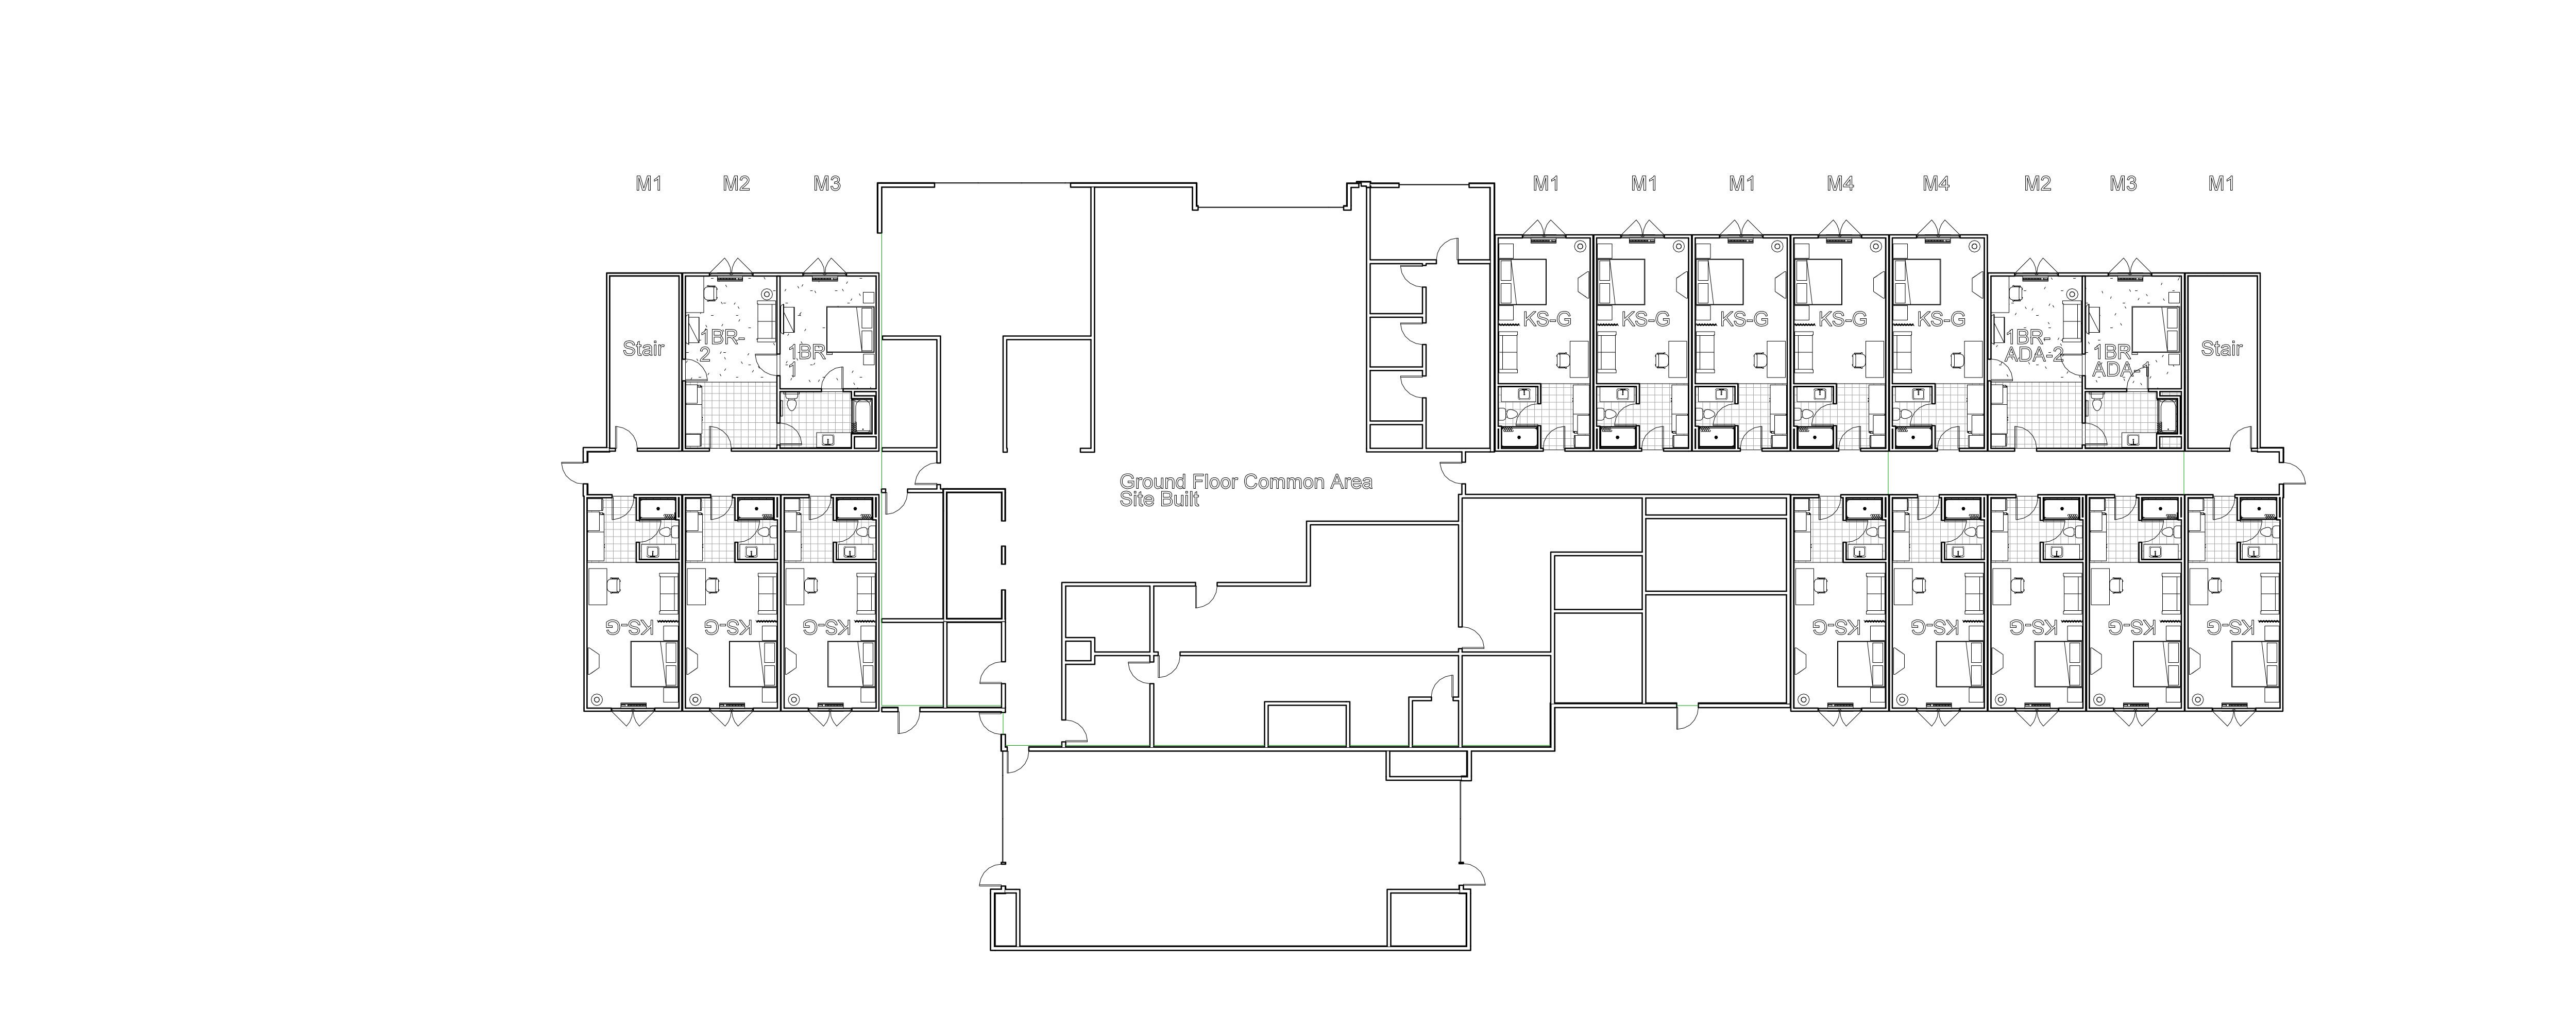 M1 M2 M3 M1 M1 M1 M4 M4 M2 M3 M1
KS-G KS-G KS-G KS-G KS-G
1BR-
2
1BR-
1
Stair
1BR-
ADA-2
1BR-
ADA-1
Stair
Ground Floor Common Area
Site Built
KS-G KS-G KS-G KS-G KS-G KS-G KS-G KS-G